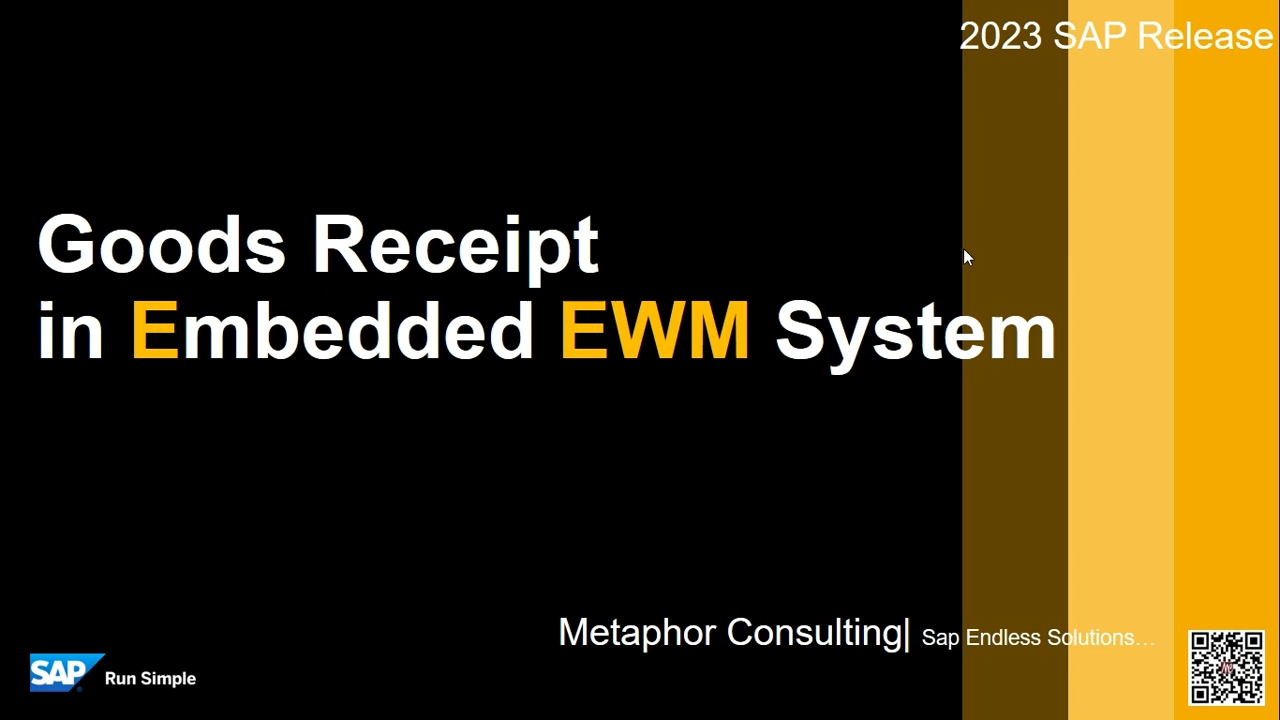 2023 SAP Release
Goods Receipt
in Embedded EWM System
Metaphor Consulting| Sap Endless Solutions...
SAP Run Simple